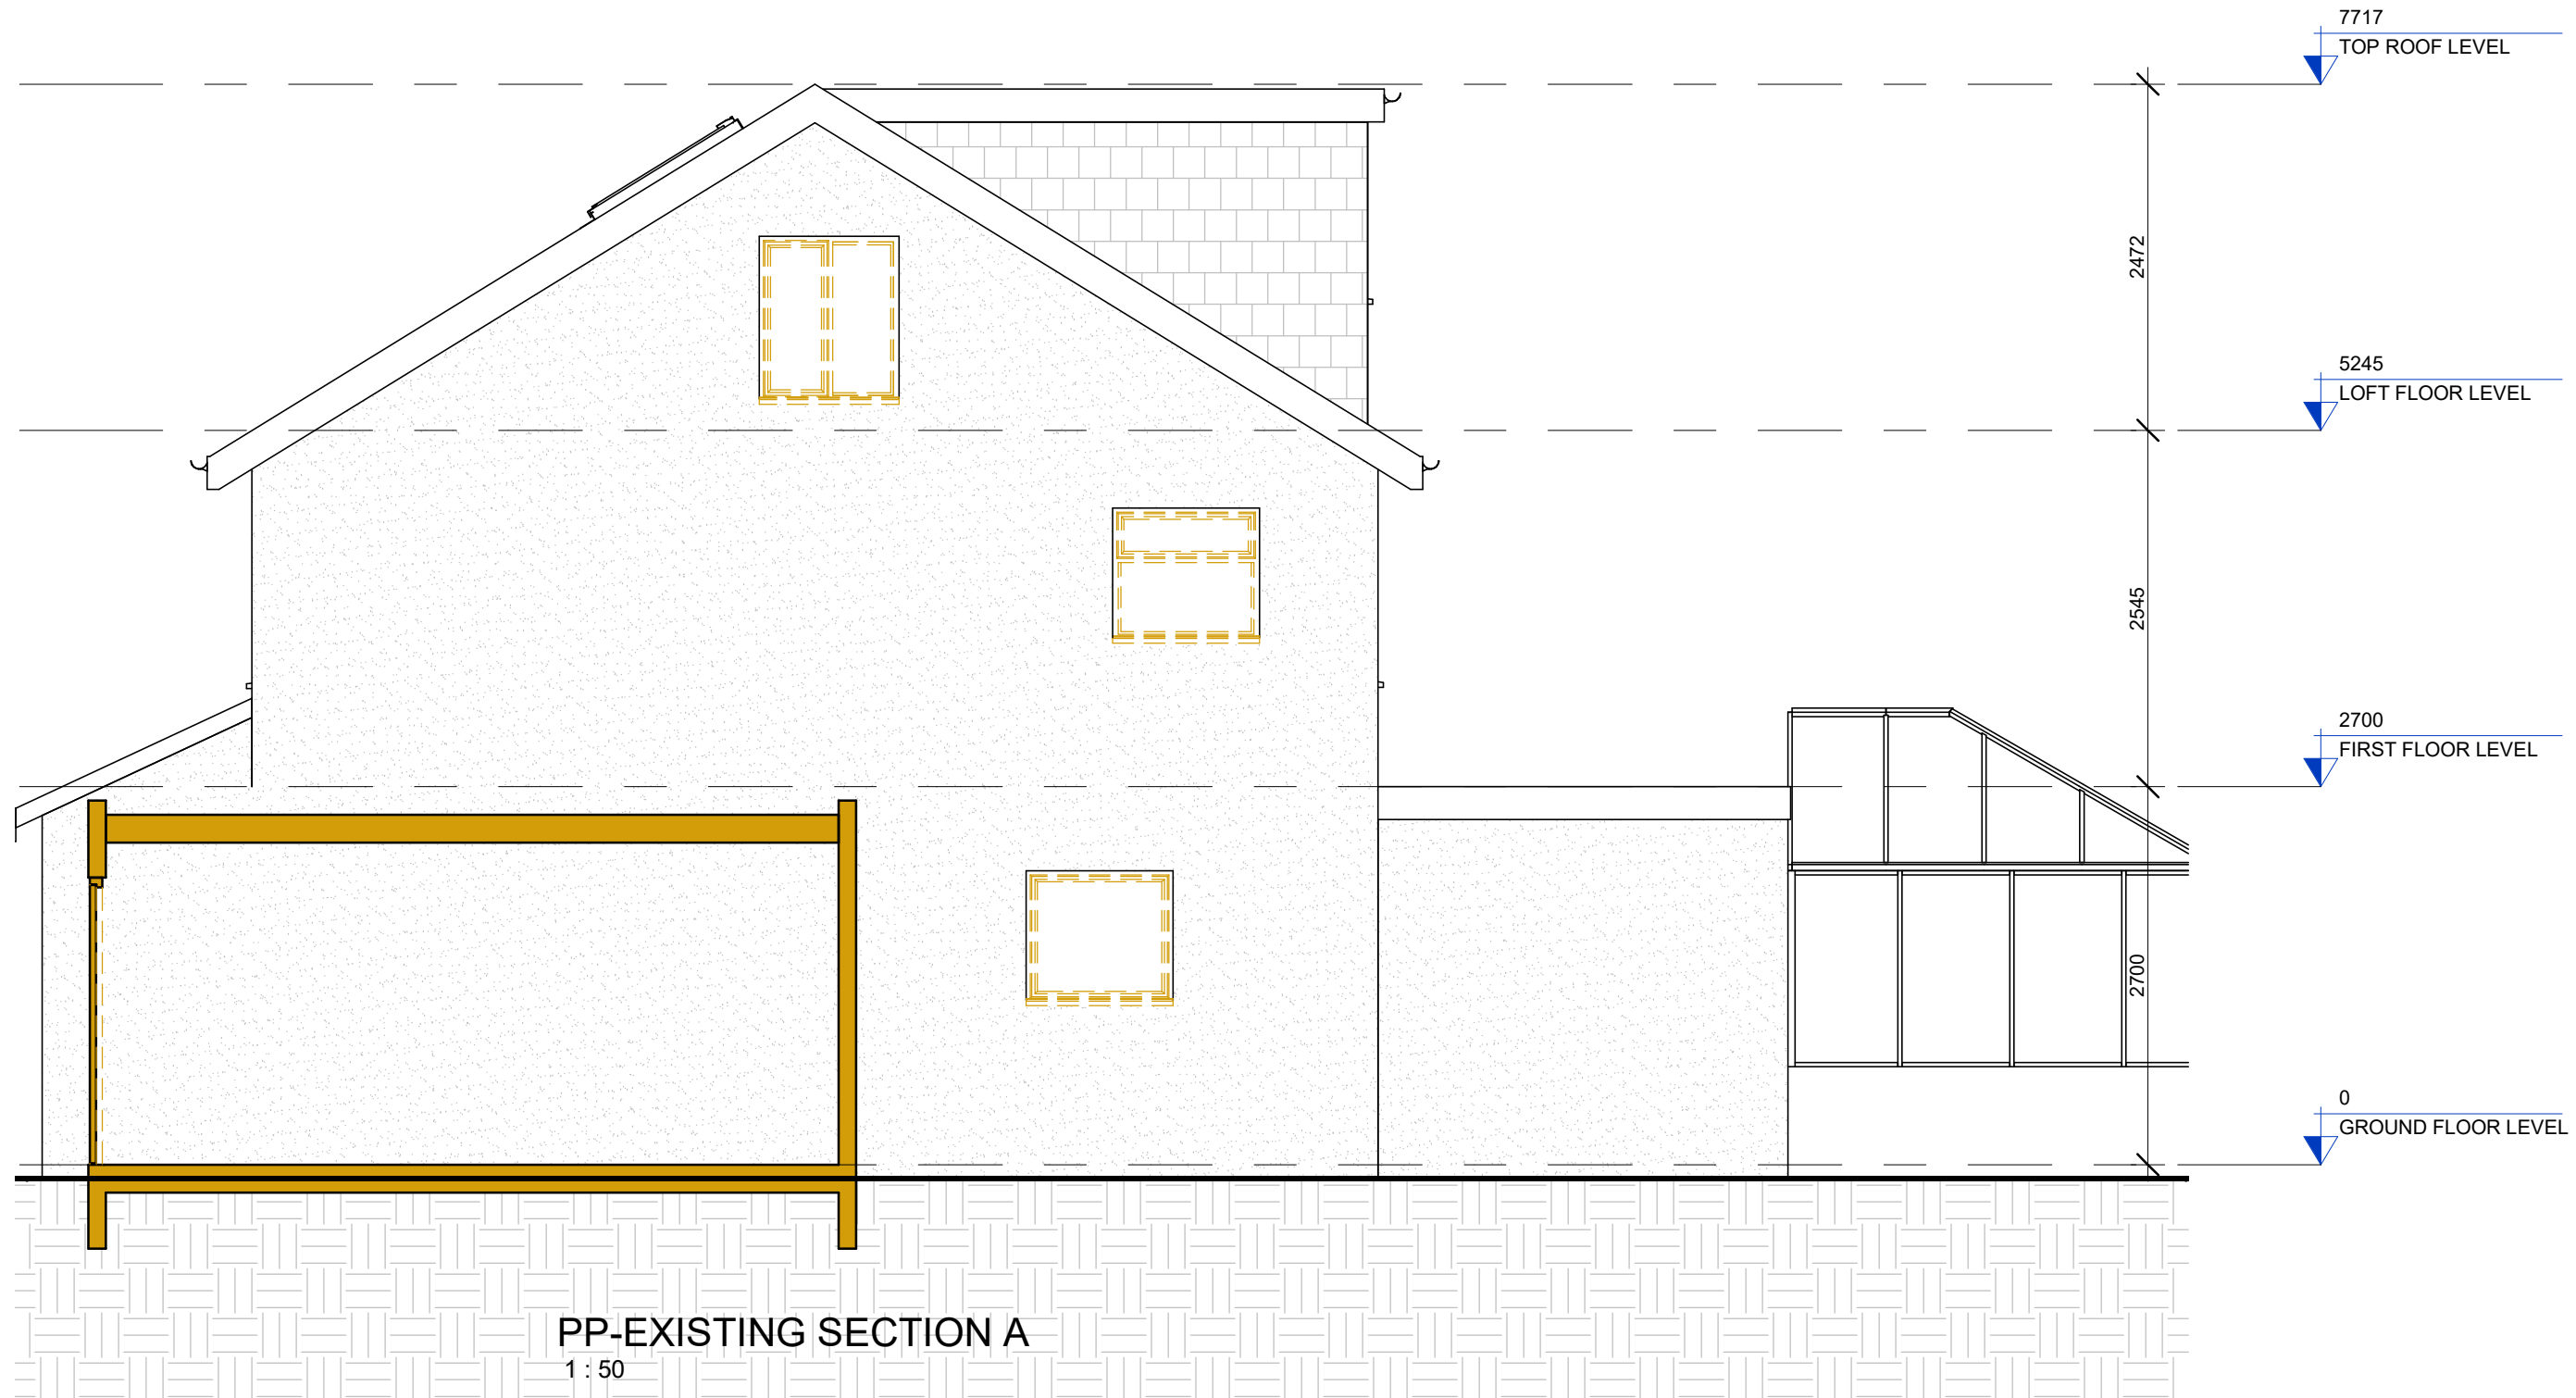 7717
TOP ROOF LEVEL
2472
5245
LOFT FLOOR LEVEL
2545
2700
FIRST FLOOR LEVEL
2700
0
GROUND FLOOR LEVEL
PP-EXISTING SECTION A
1 : 50